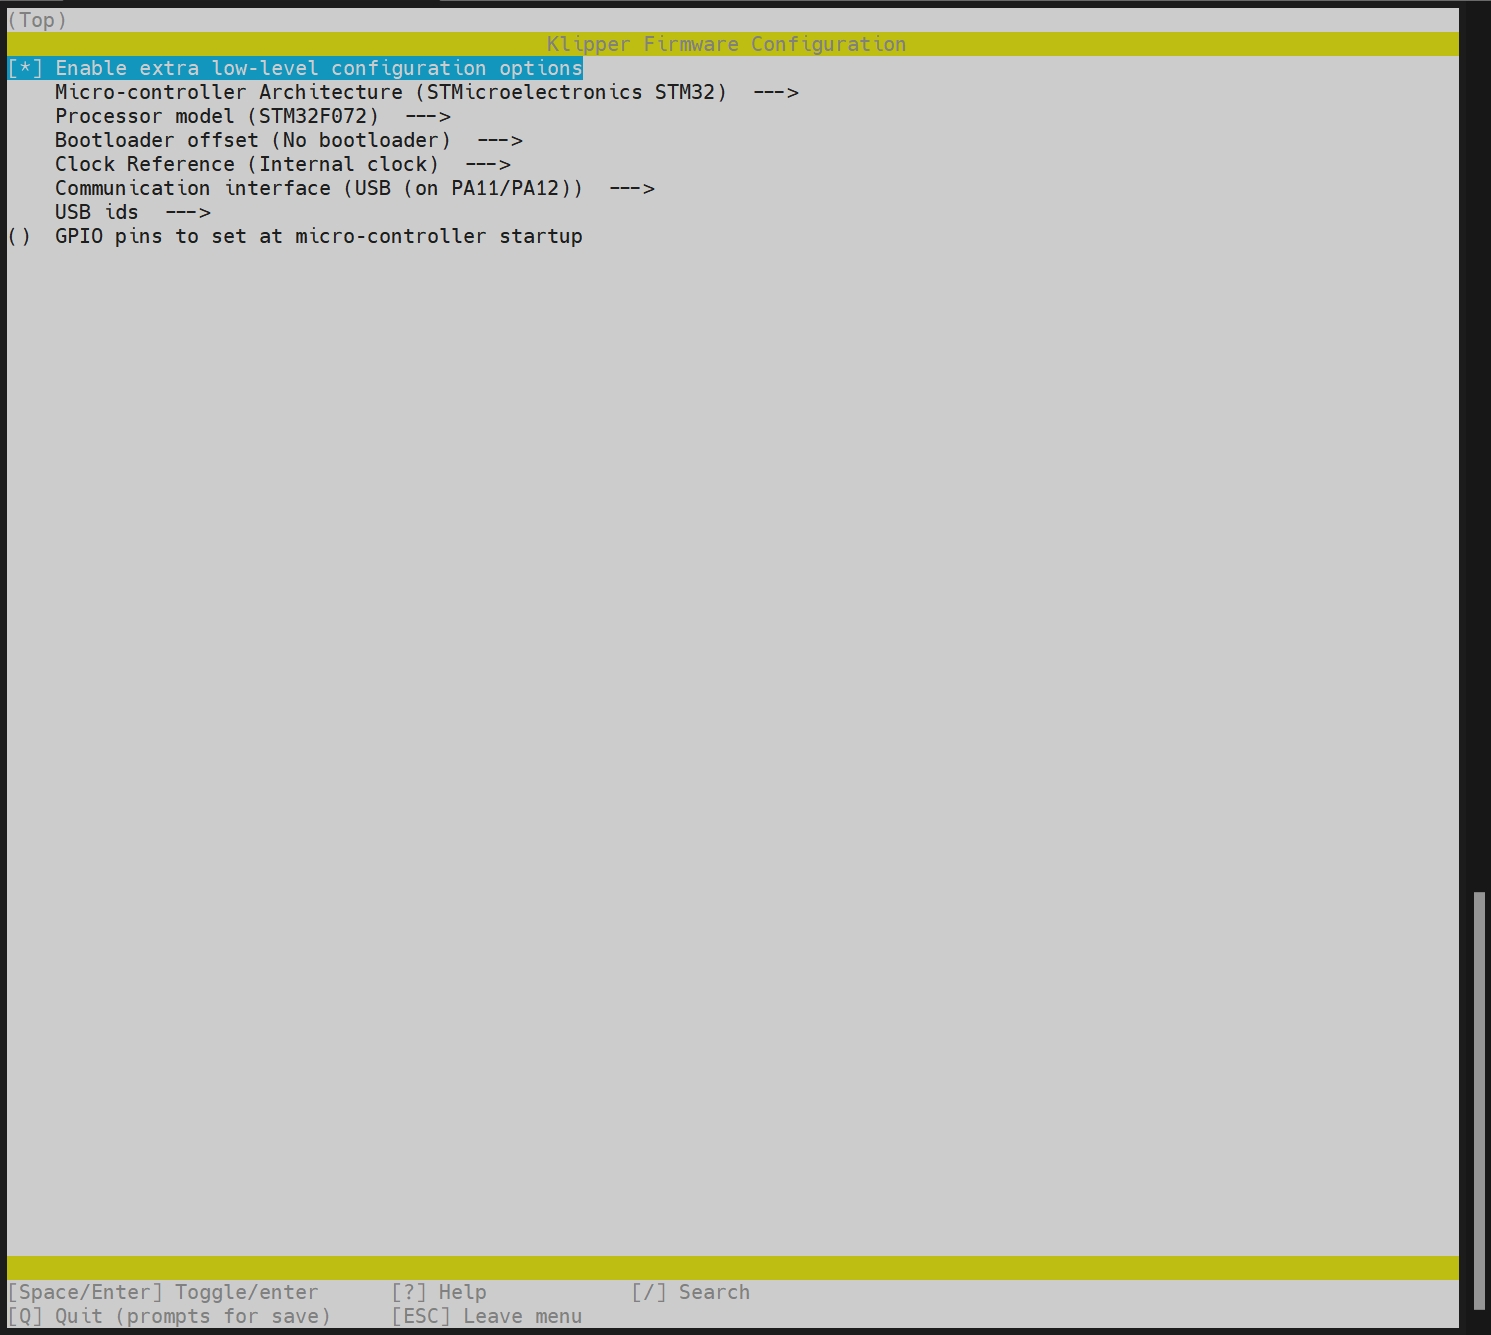 (Top)
Klipper Firmware Configuration
[*] Enable extra low-level configuration options
Micro-controller Architecture (STMicroelectronics STM32)  --->
Processor model (STM32F072)  --->
Bootloader offset (No bootloader)  --->
Clock Reference (Internal clock)  --->
Communication interface (USB (on PA11/PA12))  --->
USB ids  --->
()  GPIO pins to set at micro-controller startup
[Space/Enter] Toggle/enter      [?] Help            [/] Search
[Q] Quit (prompts for save)     [ESC] Leave menu